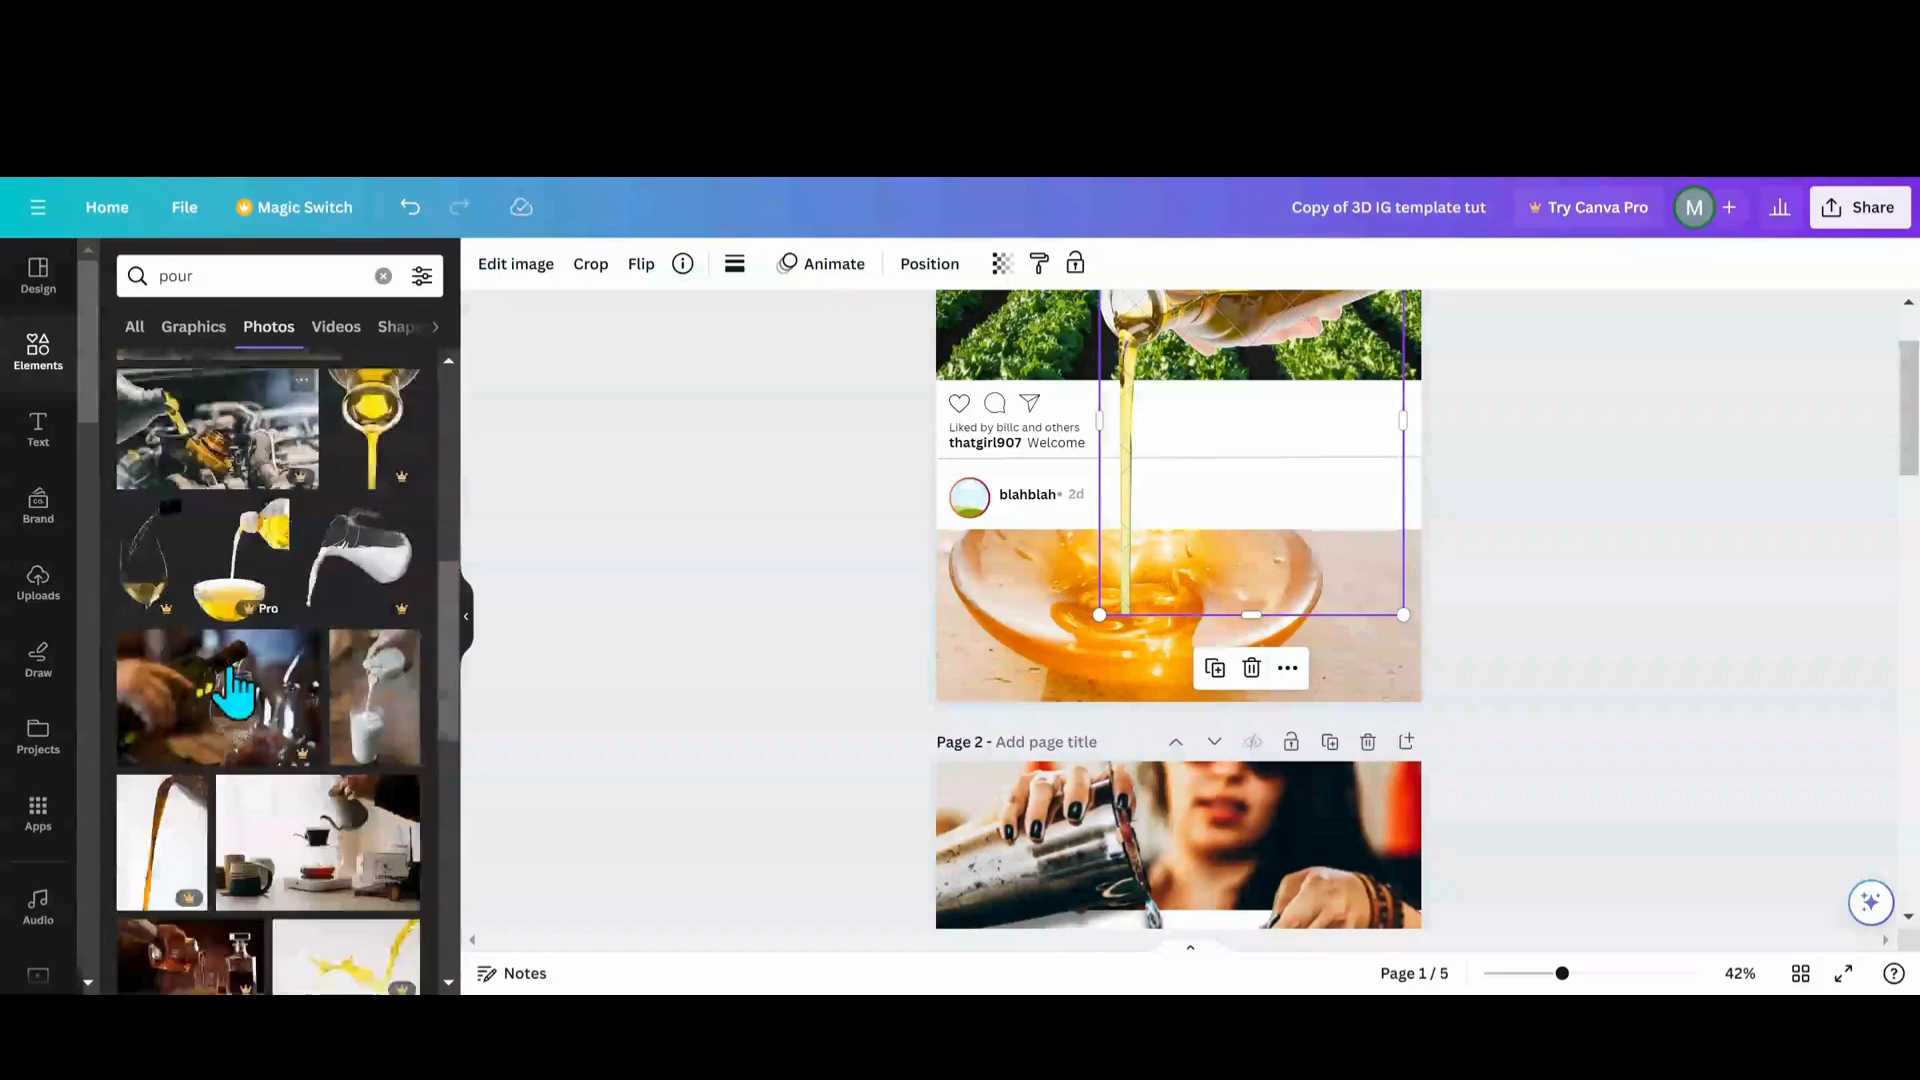 Home File Magic Switch Copy of 3D IG template tut Try Canva Pro M + Share
Design
Elements
Text
Brand
Uploads
Draw
Projects
Apps
Audio
pour
All Graphics Photos Videos Shape
Pro
Edit image Crop Flip Animate Position
Liked by billc and others
thatgirl907 Welcome
blahblah• 2d
Page 2 - Add page title
Notes
Page 1 / 5
42%